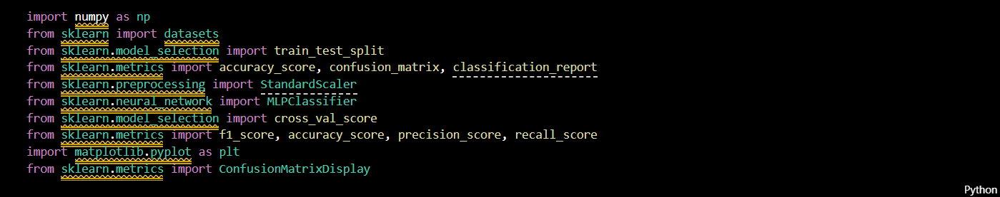 import numpy as np
from sklearn import datasets
from sklearn.model_selection import train_test_split
from sklearn.metrics import accuracy_score, confusion_matrix, classification_report
from sklearn.preprocessing import StandardScaler
from sklearn.neural_network import MLPClassifier
from sklearn.model_selection import cross_val_score
from sklearn.metrics import f1_score, accuracy_score, precision_score, recall_score
import matplotlib.pyplot as plt
from sklearn.metrics import ConfusionMatrixDisplay
Python